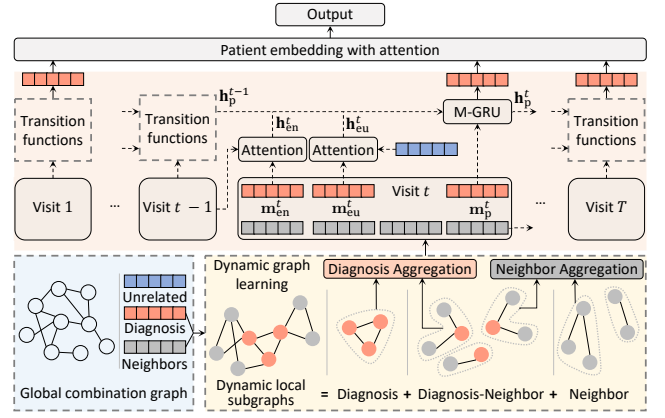 Output
Patient embedding with attention
Transition
functions
h_p^{t-1}
Transition
functions
h_en^t
h_eu^t
M-GRU
h_p^t
Transition
functions
Attention
Attention
Visit 1
...
Visit t − 1
Visit t
m_en^t
m_eu^t
m_p^t
...
Visit T
Unrelated
Diagnosis
Neighbors
Global combination graph
Dynamic graph
learning
Diagnosis Aggregation
Neighbor Aggregation
Dynamic local
subgraphs
= Diagnosis + Diagnosis-Neighbor + Neighbor